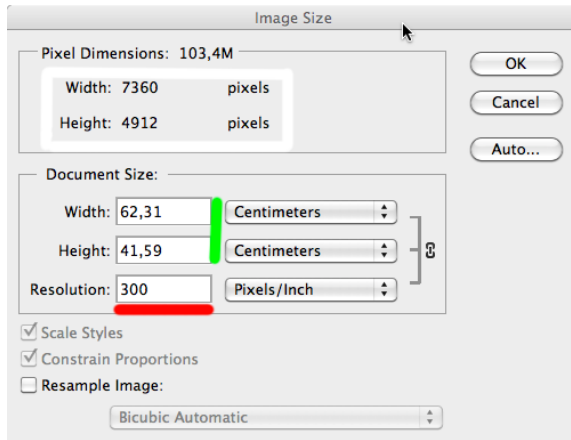 Image Size
Pixel Dimensions: 103,4M
OK
Width: 7360 pixels
Cancel
Height: 4912 pixels
Auto...
Document Size:
Width: 62,31 Centimeters
Height: 41,59 Centimeters
Resolution: 300 Pixels/Inch
Scale Styles
Constrain Proportions
Resample Image:
Bicubic Automatic